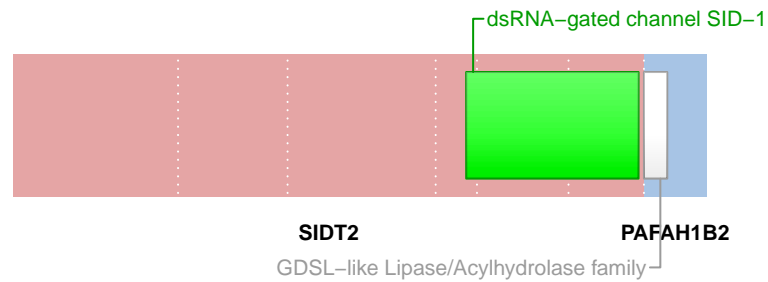 dsRNA−gated channel SID−1
SIDT2
PAFAH1B2
GDSL−like Lipase/Acylhydrolase family